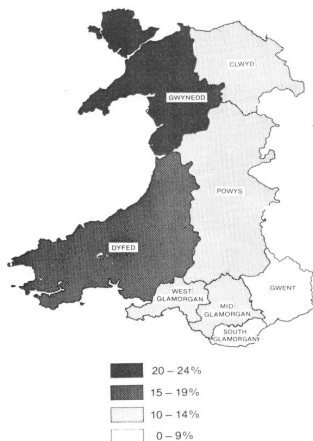 CLWYD
GWYNEDD
POWYS
DYFED
WEST
GLAMORGAN
MID
GLAMORGAN
GWENT
SOUTH
GLAMORGAN
20 – 24%
15 – 19%
10 – 14%
0 – 9%